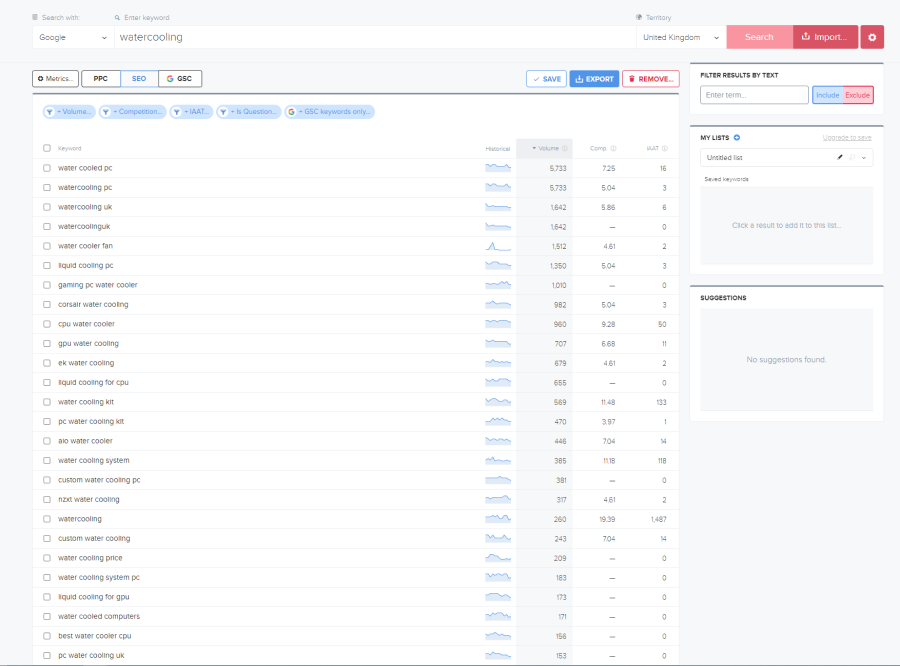 Search with: Enter keyword Territory
Google watercooling United Kingdom Search Import...
Metrics... PPC SEO GSC SAVE EXPORT REMOVE...
FILTER RESULTS BY TEXT
Enter term... Include Exclude
+ Volume... + Competition... + IAAT... + Is Question... + GSC keywords only...
MY LISTS Upgrade to save
Untitled list
Saved keywords
Click a result to add it to this list...
SUGGESTIONS
No suggestions found.
Keyword Historical Volume Comp. IAAT
water cooled pc 5,733 7.25 16
watercooling pc 5,733 5.04 3
watercooling uk 1,642 5.86 6
watercoolinguk 1,642 — 0
water cooler fan 1,512 4.61 2
liquid cooling pc 1,350 5.04 3
gaming pc water cooler 1,010 — 0
corsair water cooling 982 5.04 3
cpu water cooler 960 9.28 50
gpu water cooling 707 6.68 11
ek water cooling 679 4.61 2
liquid cooling for cpu 655 — 0
water cooling kit 569 11.48 133
pc water cooling kit 470 3.97 1
aio water cooler 446 7.04 14
water cooling system 385 11.18 118
custom water cooling pc 381 — 0
nzxt water cooling 317 4.61 2
watercooling 260 19.39 1,487
custom water cooling 243 7.04 14
water cooling price 209 — 0
water cooling system pc 183 — 0
liquid cooling for gpu 173 — 0
water cooled computers 171 — 0
best water cooler cpu 156 — 0
pc water cooling uk 153 — 0